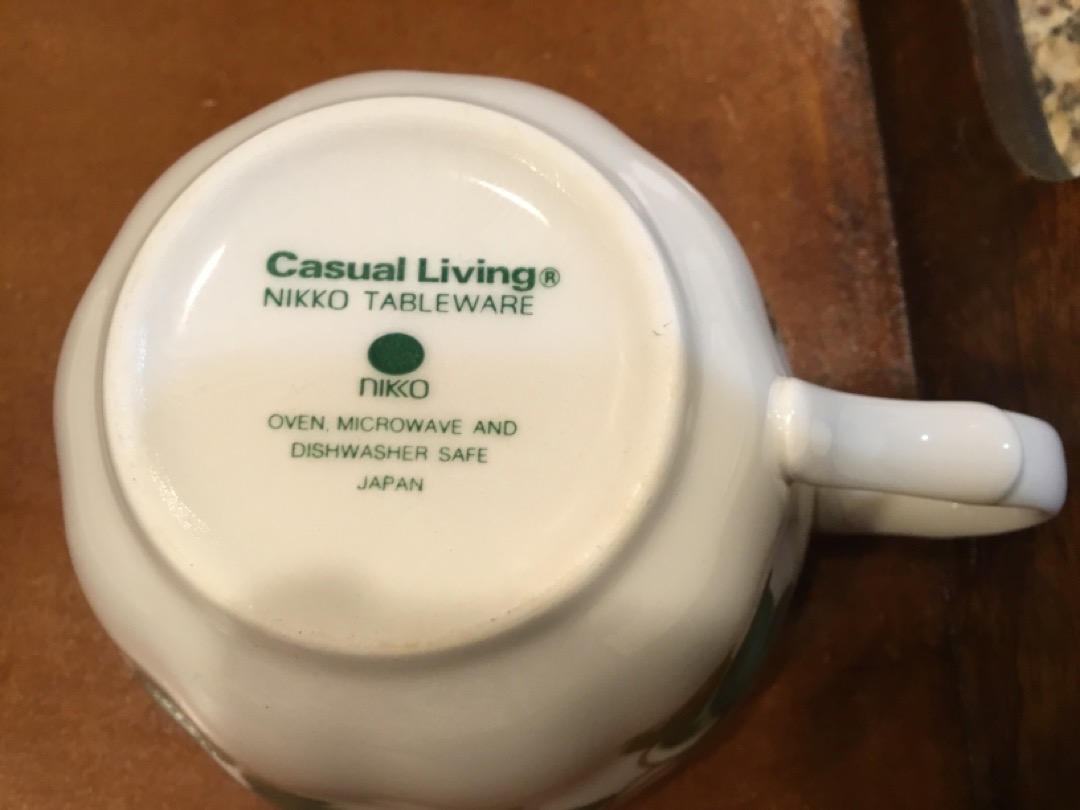 Casual Living®
NIKKO TABLEWARE
NIKKO
OVEN, MICROWAVE AND
DISHWASHER SAFE
JAPAN